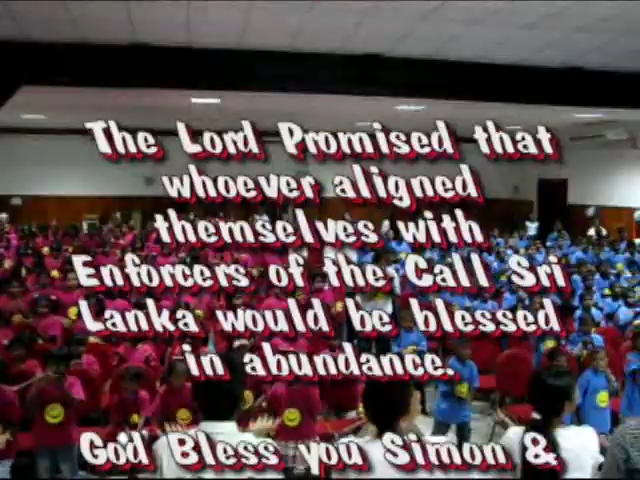 The Lord Promised that
whoever aligned
themselves with
Enforcers of the Call Sri
Lanka would be blessed
in abundance.
God Bless you Simon &